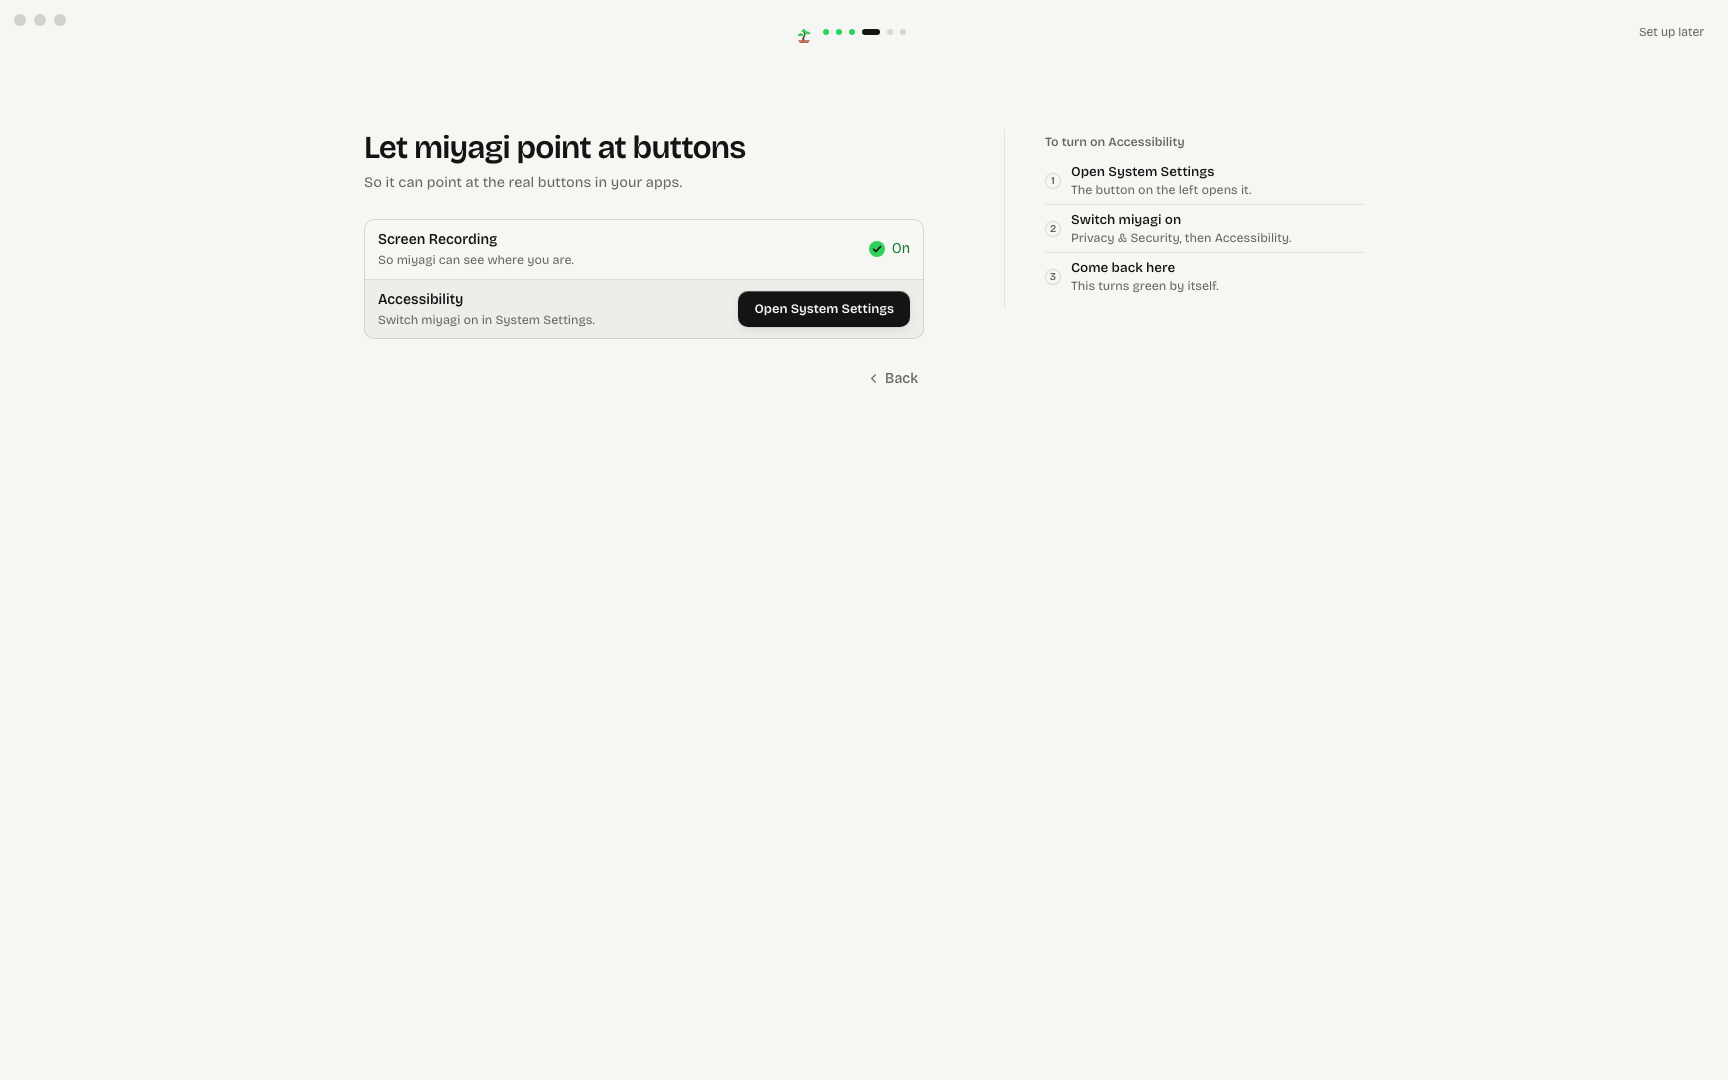 Set up later
Let miyagi point at buttons
So it can point at the real buttons in your apps.
Screen Recording
So miyagi can see where you are.
On
Accessibility
Switch miyagi on in System Settings.
Open System Settings
Back
To turn on Accessibility
1
Open System Settings
The button on the left opens it.
2
Switch miyagi on
Privacy & Security, then Accessibility.
3
Come back here
This turns green by itself.